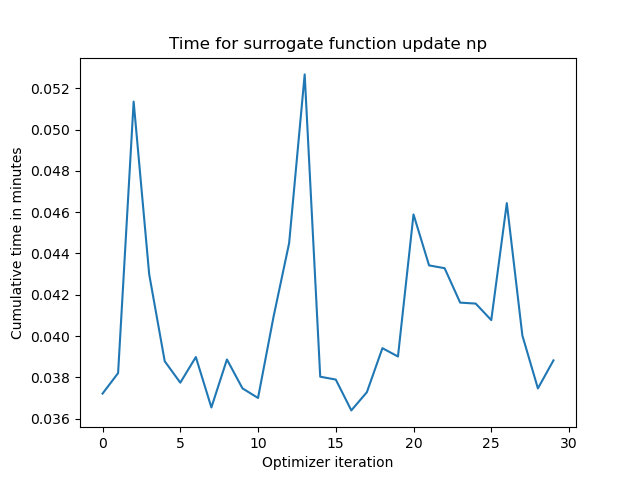 Time for surrogate function update np
Cumulative time in minutes
0.052
0.050
0.048
0.046
0.044
0.042
0.040
0.038
0.036
0 5 10 15 20 25 30
Optimizer iteration